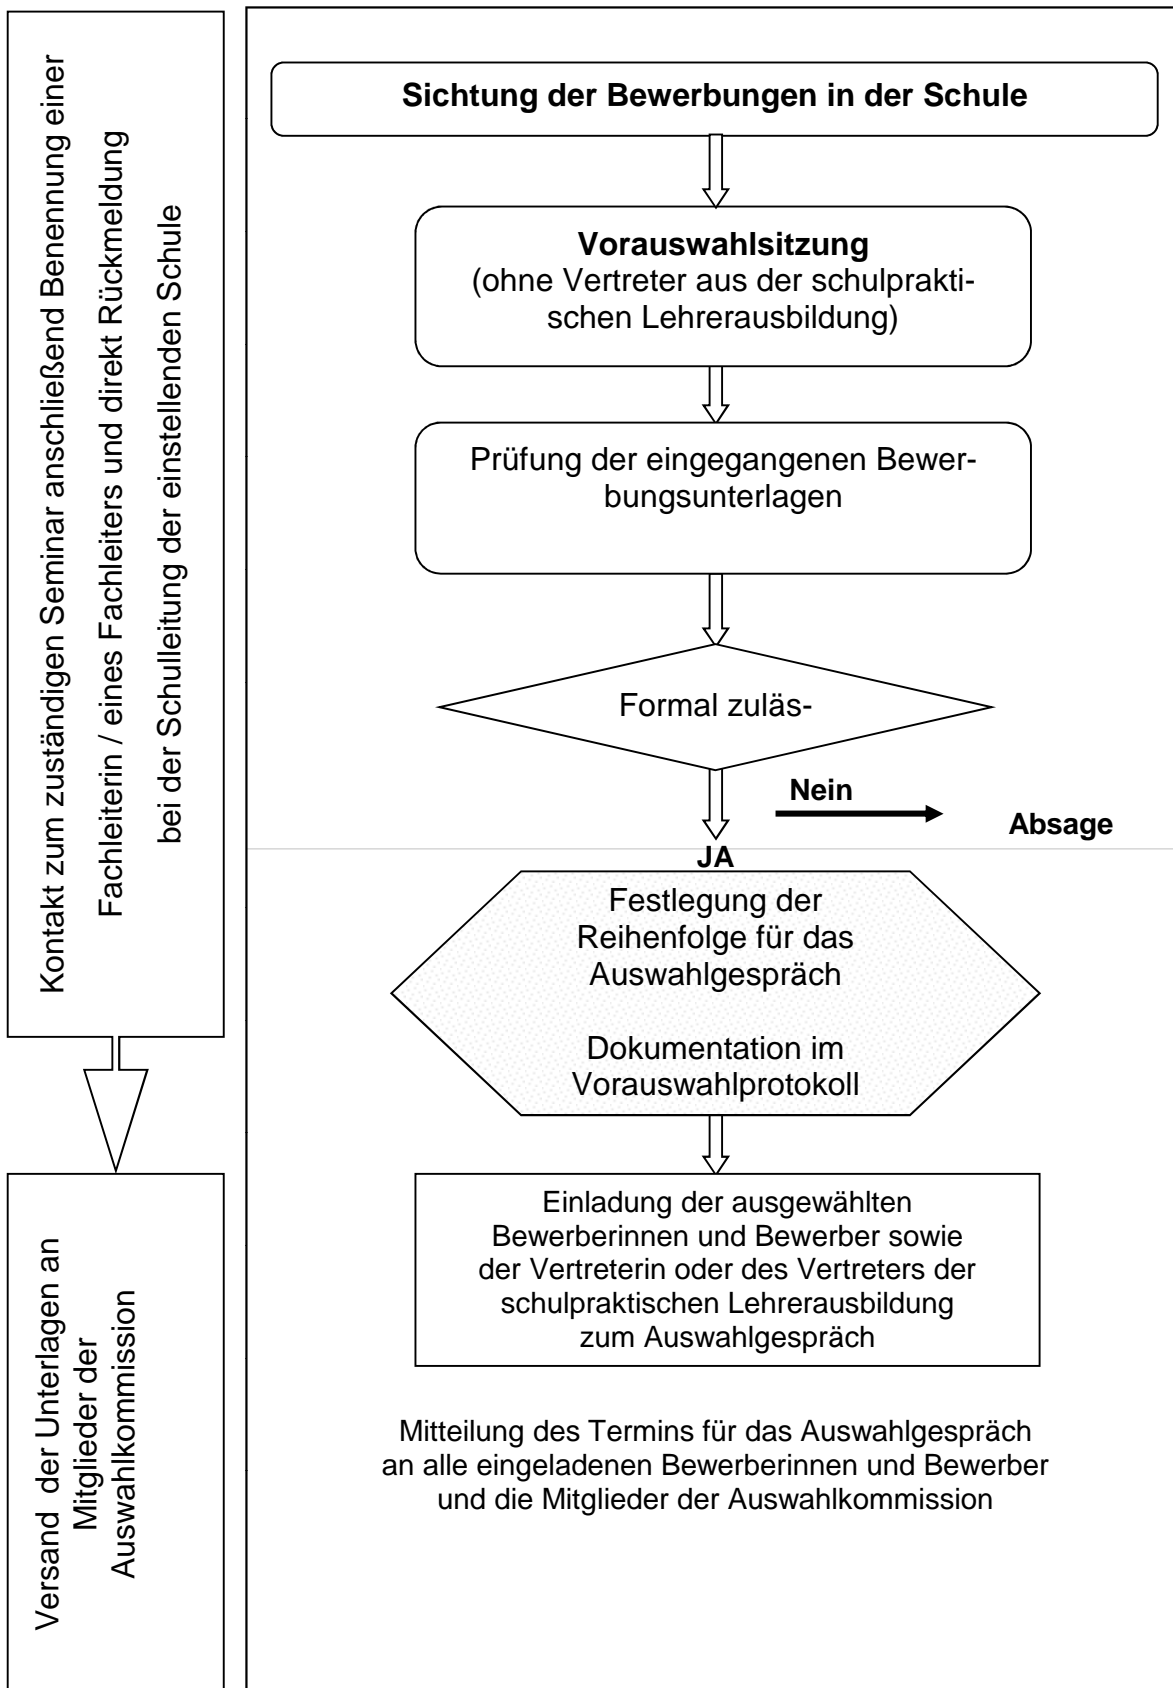 Kontakt zum zuständigen Seminar anschließend Benennung einer
Fachleiterin / eines Fachleiters und direkt Rückmeldung
bei der Schulleitung der einstellenden Schule
Versand  der Unterlagen an
Mitglieder der
Auswahlkommission
Sichtung der Bewerbungen in der Schule
Vorauswahlsitzung
(ohne Vertreter aus der schulprakti-
schen Lehrerausbildung)
Prüfung der eingegangenen Bewer-
bungsunterlagen
Formal zuläs-
Nein
Absage
JA
Festlegung der
Reihenfolge für das
Auswahlgespräch
Dokumentation im
Vorauswahlprotokoll
Einladung der ausgewählten
Bewerberinnen und Bewerber sowie
der Vertreterin oder des Vertreters der
schulpraktischen Lehrerausbildung
zum Auswahlgespräch
Mitteilung des Termins für das Auswahlgespräch
an alle eingeladenen Bewerberinnen und Bewerber
und die Mitglieder der Auswahlkommission